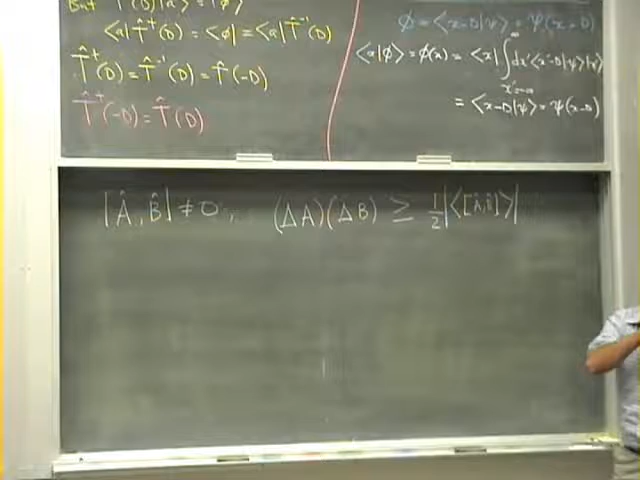 But T̂(D)|a> = |φ>
<a|T̂⁺(D) = <φ| = <a|T̂⁻¹(D)
T̂⁺(D) = T̂⁻¹(D) = T̂(-D)
T̂⁺(-D) = T̂(D)
φ = <x-D|ψ> = ψ(x-D)
<x|φ> = φ(x) = <x|∫dx'<x'-D|ψ>|x'>
= <x-D|ψ> = ψ(x-D)
[Â, B̂] ≠ 0, (ΔA)(ΔB) ≥ ½|<[Â,B̂]>|